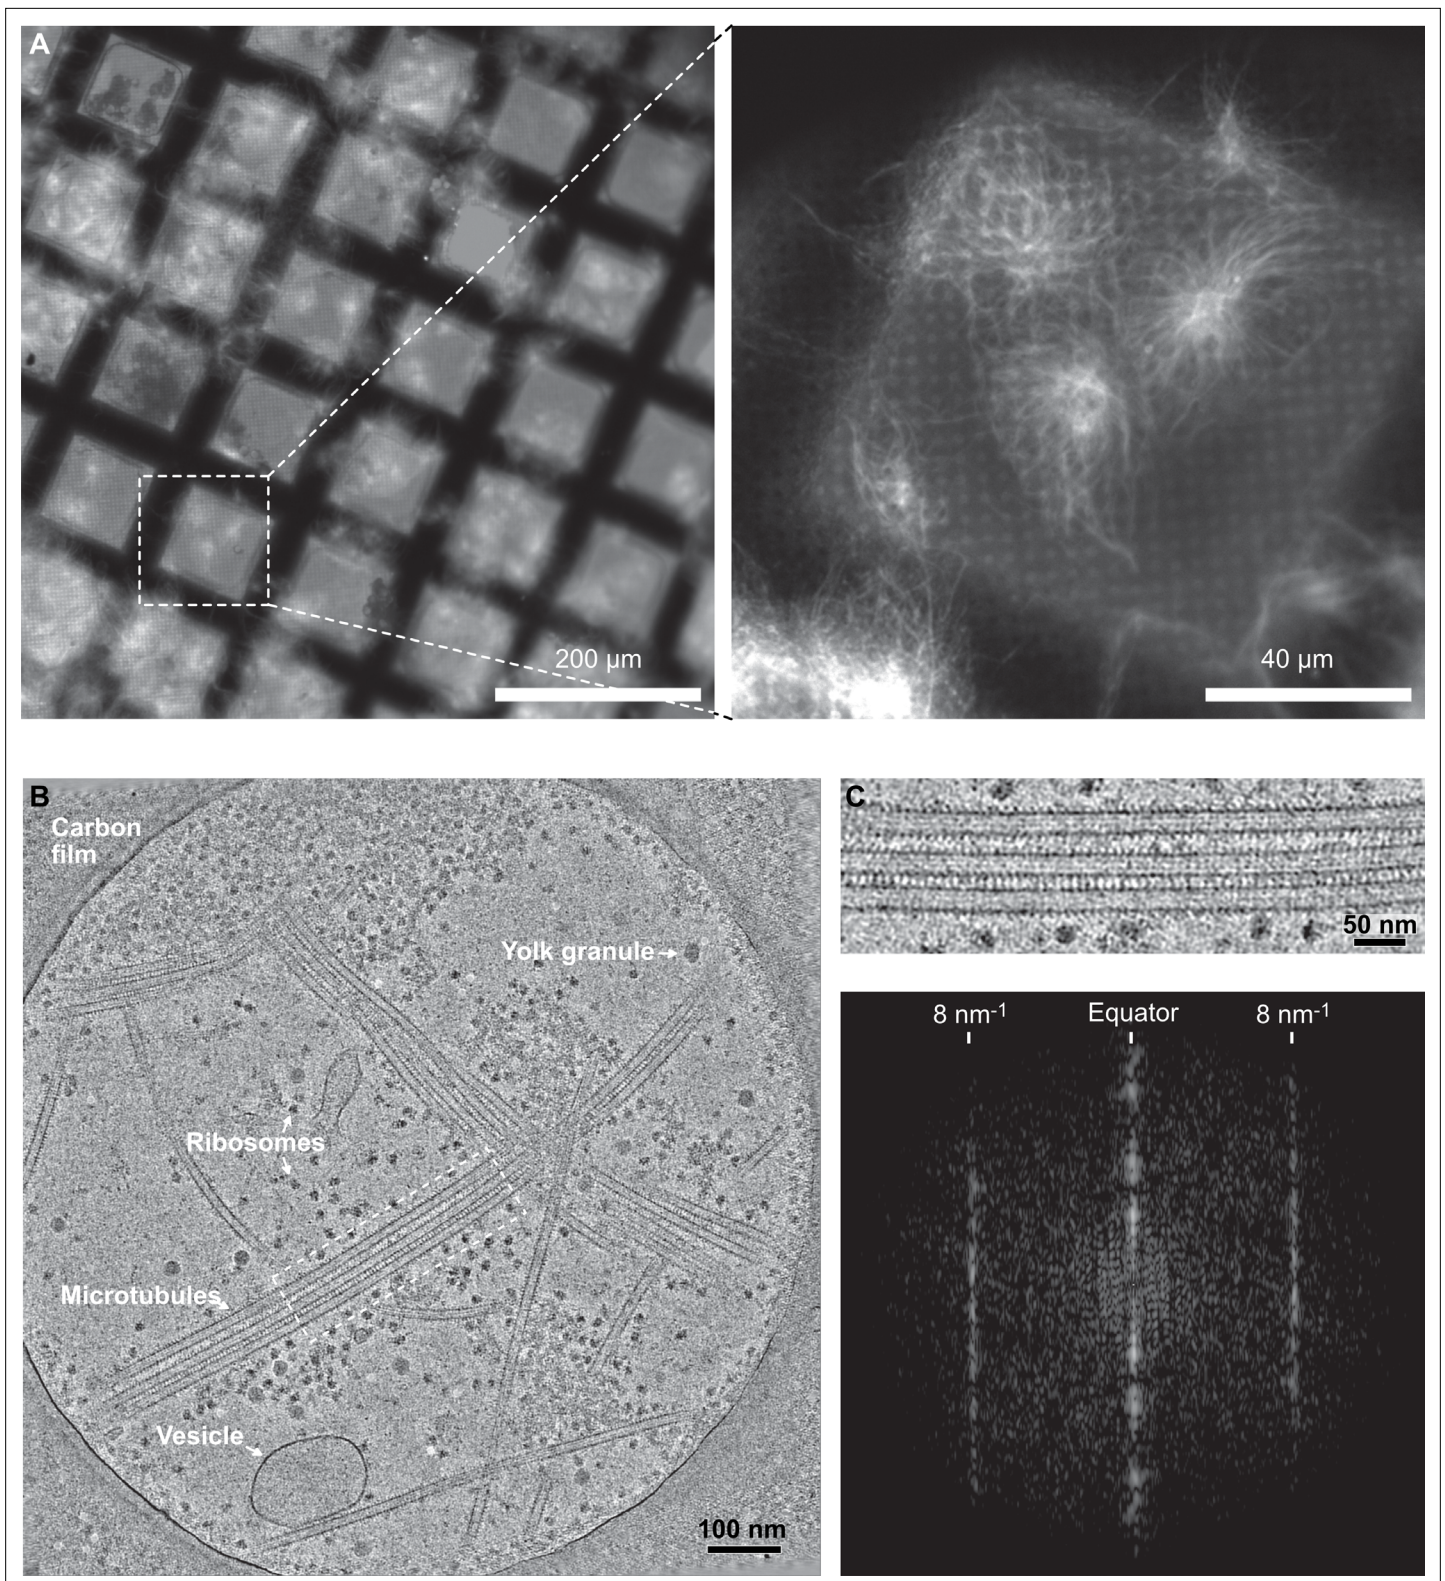 A
200 µm
40 µm
B
Carbon
film
Yolk granule
Ribosomes
Microtubules
Vesicle
100 nm
C
50 nm
8 nm-1
Equator
8 nm-1